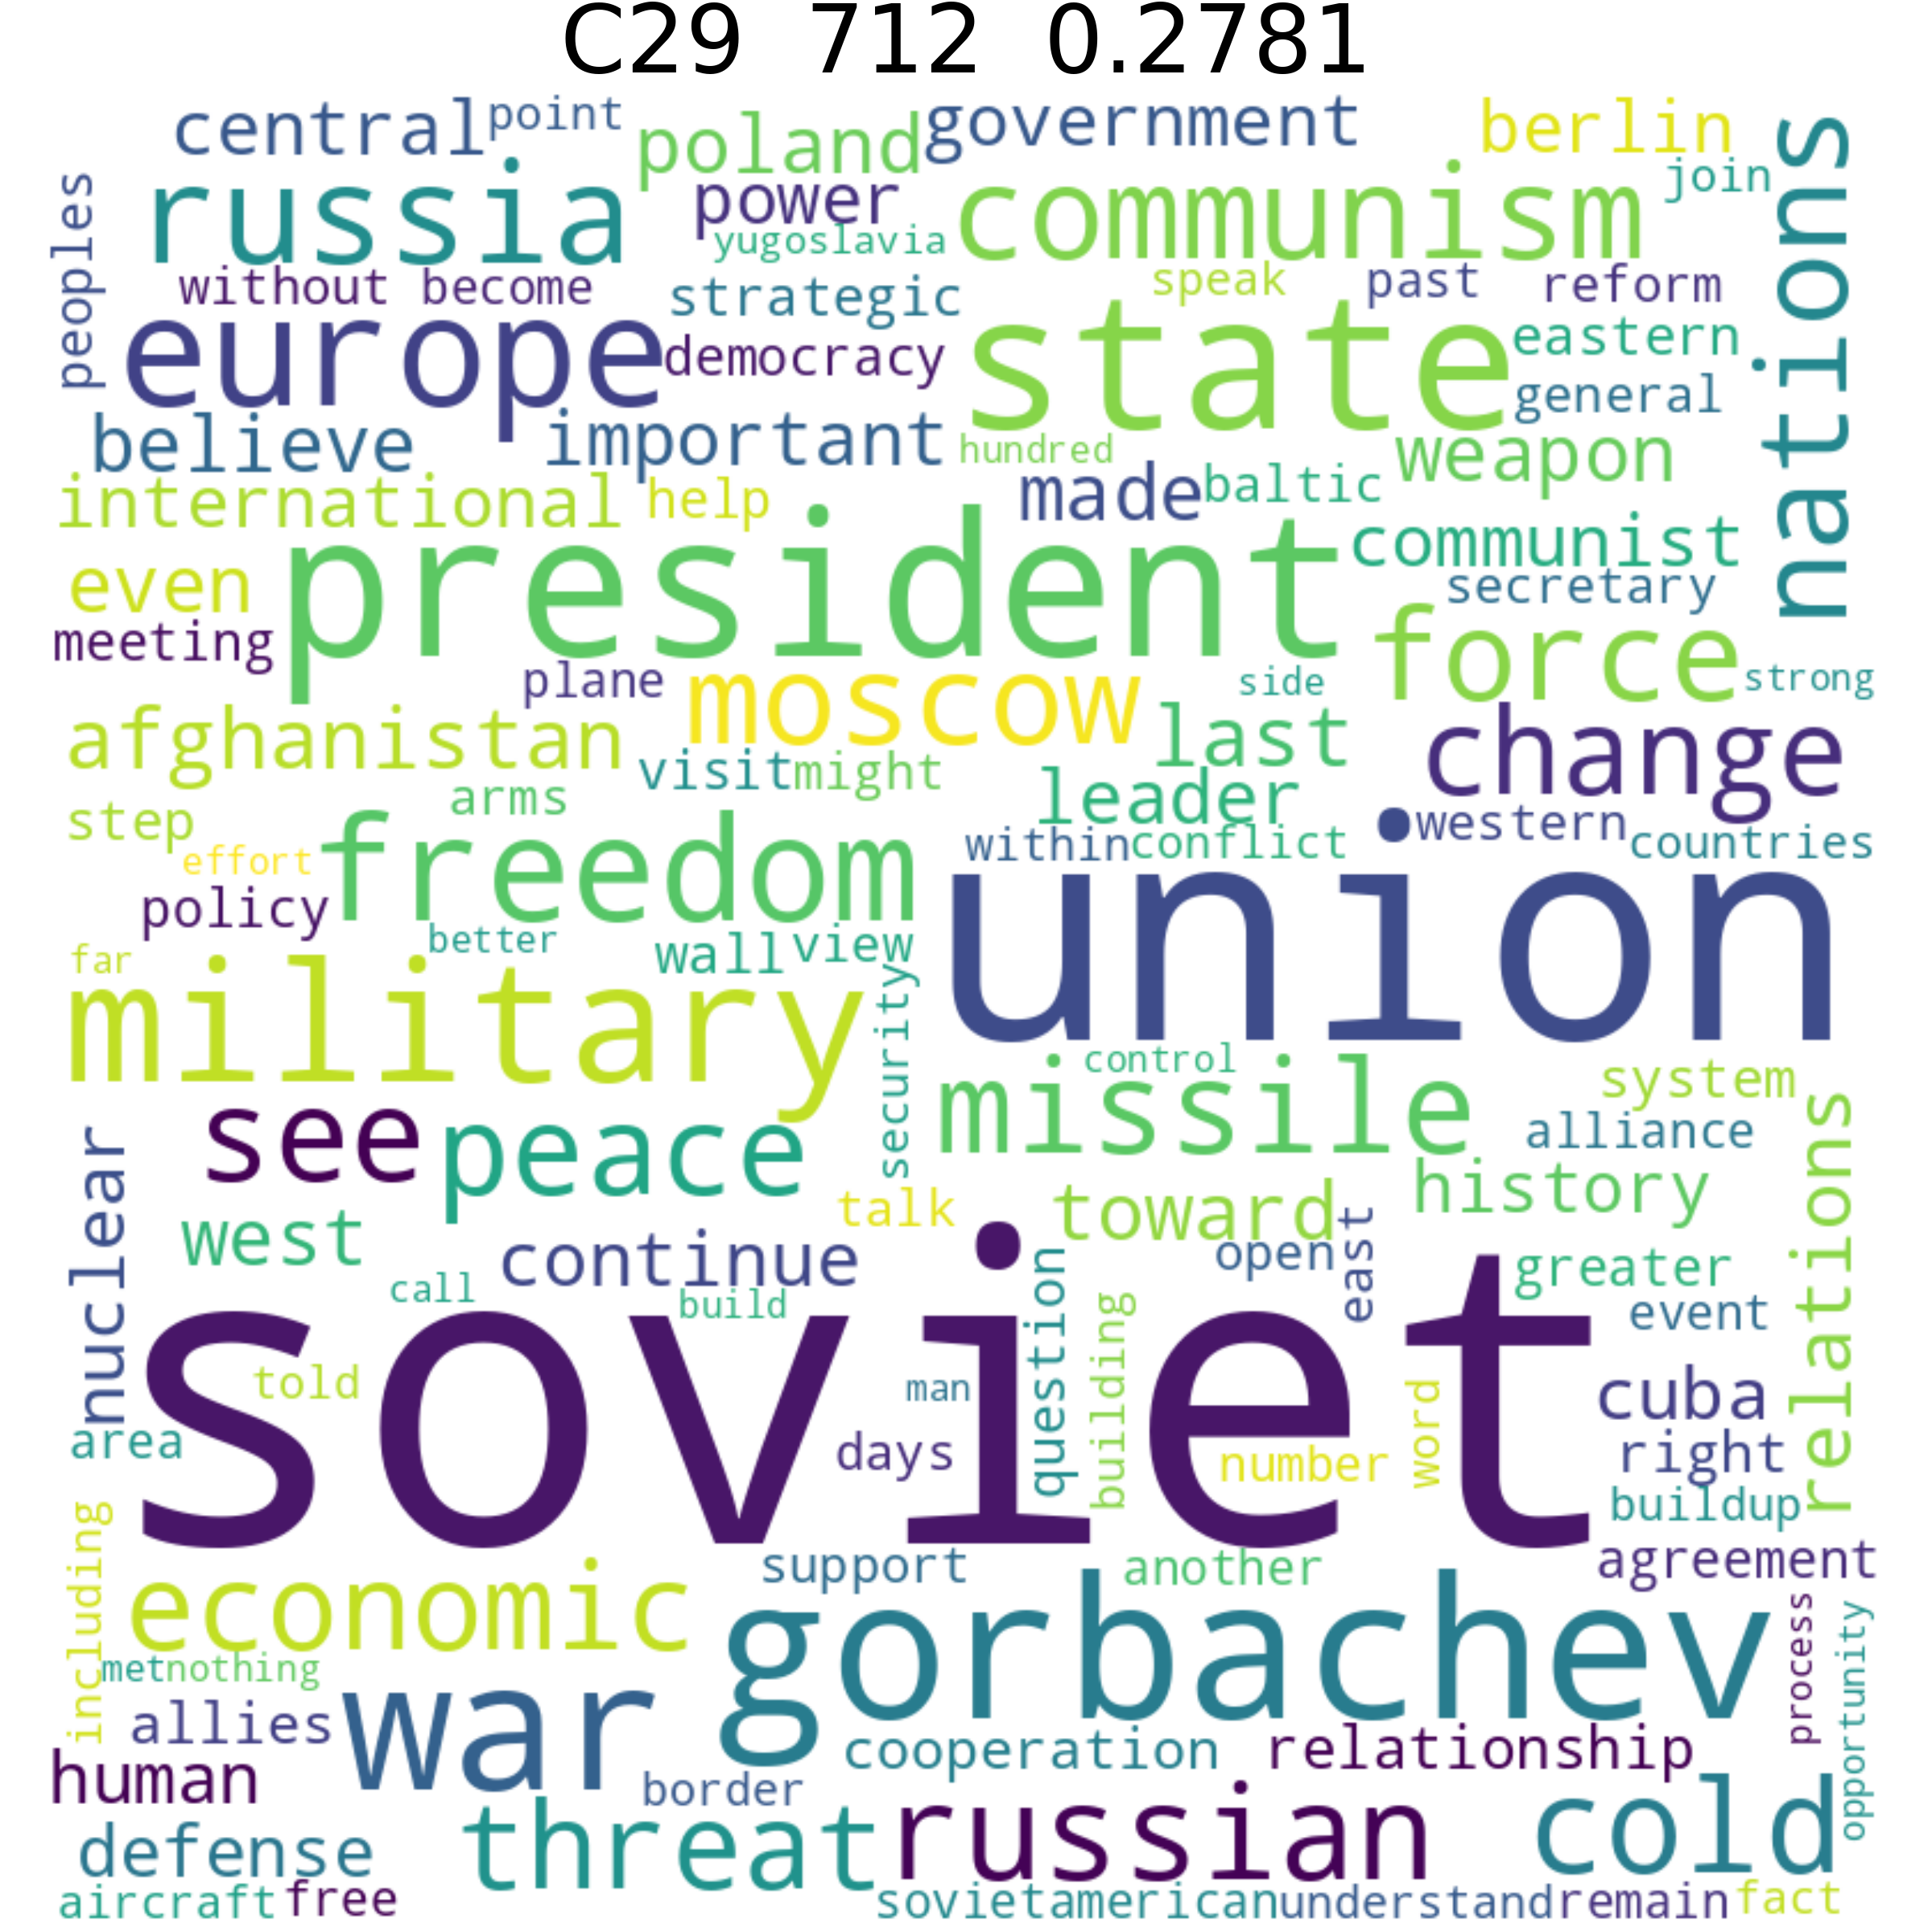 C29 712 0.2781
central point poland government berlin
peoples russia power communism join nations
yugoslavia
without become strategic speak past reform
europe democracy state eastern
general
believe important hundred weapon
international help made baltic
president communist
even secretary
meeting force
plane moscow side strong
afghanistan last change
visit might
step arms leader
within conflict western countries
effort freedom
policy union
better wall view
far
military security
control missile system
see peace alliance relations
nuclear talk toward history
west continue open east greater
call build question building event
soviet
told man word cuba
area days number right
buildup
including support another agreement
economic gorbachev process opportunity
met nothing
allies war
human cooperation relationship
border
threat russian cold
defense
aircraft free sovietamerican understand remain fact